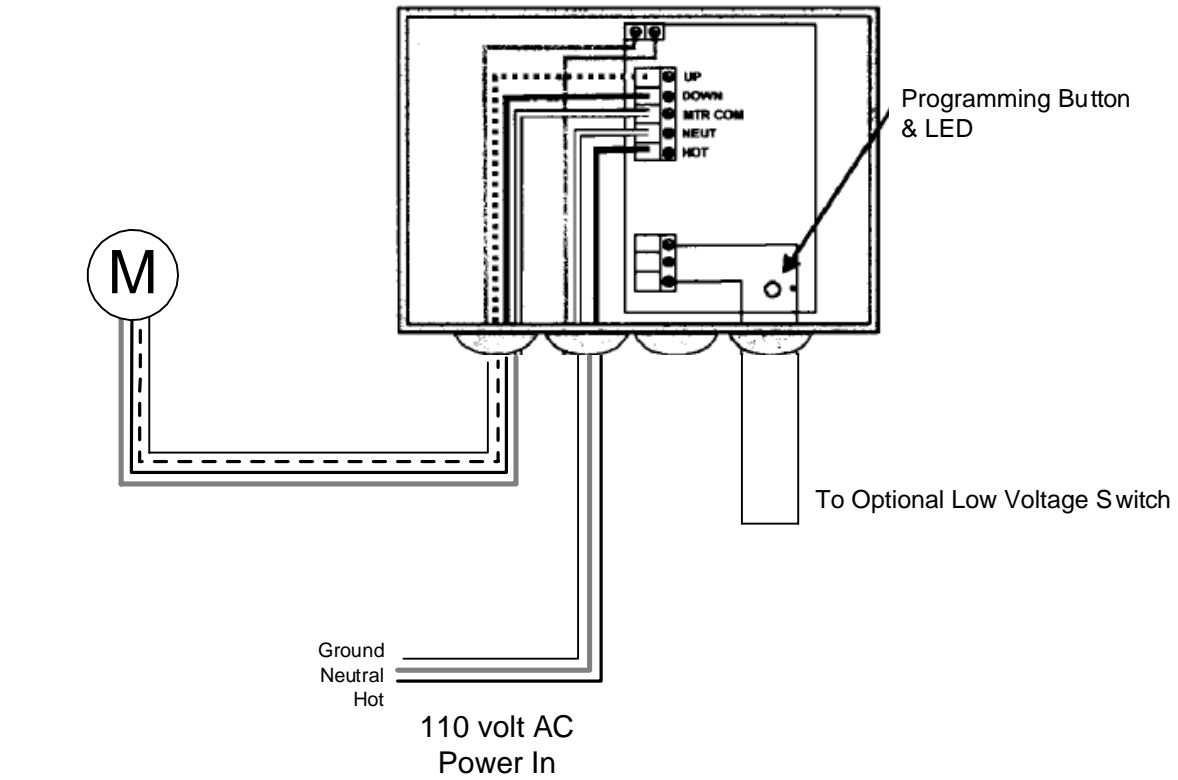 UP
DOWN
MTR COM
NEUT
HOT
Programming Button
& LED
M
To Optional Low Voltage Switch
Ground
Neutral
Hot
110 volt AC
Power In